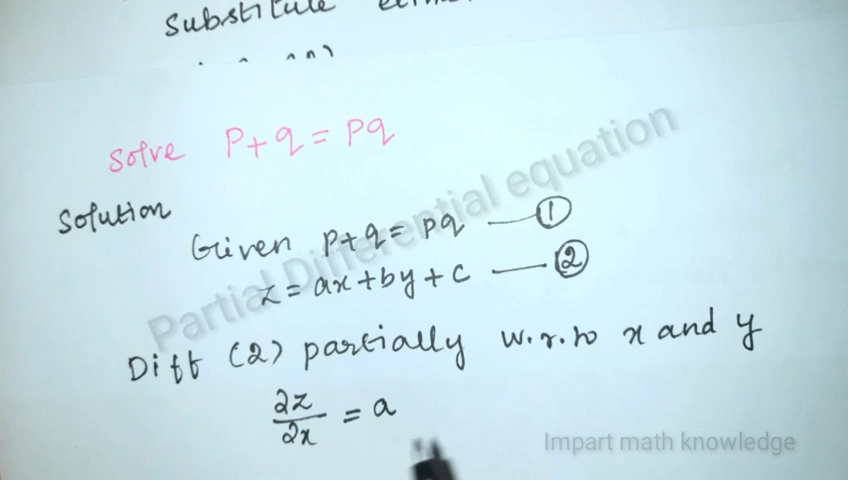 Substitute
Solve P+q = Pq
Solution
Given P+q = Pq — ①
z = ax+by+c — ②
Partial Differential equation
Diff (2) partially w.r.to x and y
∂z/∂x = a
Impart math knowledge